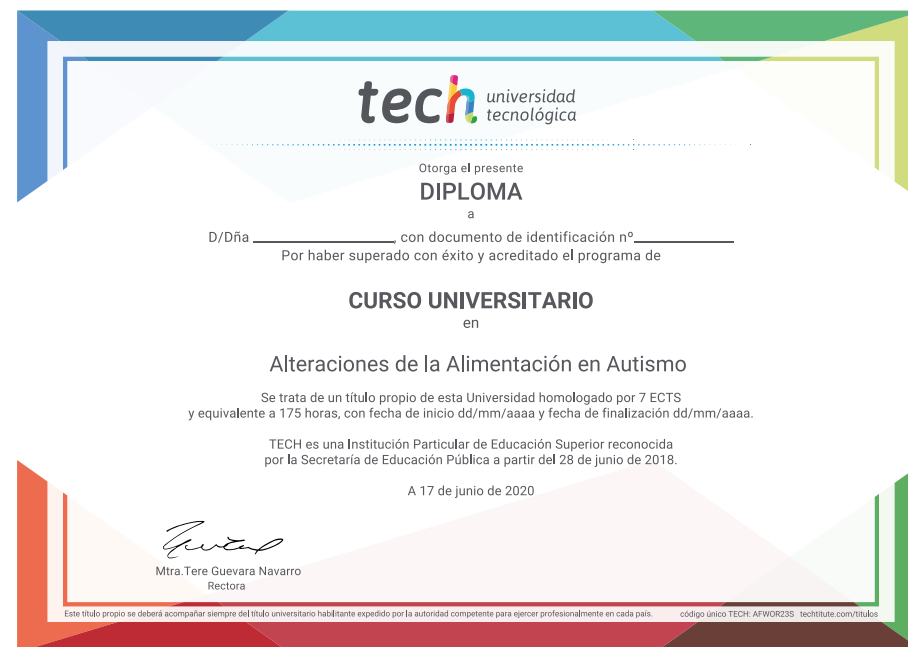 tech universidad
tecnológica
Otorga el presente
DIPLOMA
a
D/Dña ______________, con documento de identificación nº__________
Por haber superado con éxito y acreditado el programa de
CURSO UNIVERSITARIO
en
Alteraciones de la Alimentación en Autismo
Se trata de un título propio de esta Universidad homologado por 7 ECTS
y equivalente a 175 horas, con fecha de inicio dd/mm/aaaa y fecha de finalización dd/mm/aaaa.
TECH es una Institución Particular de Educación Superior reconocida
por la Secretaría de Educación Pública a partir del 28 de junio de 2018.
A 17 de junio de 2020
Mtra.Tere Guevara Navarro
Rectora
Este título propio se deberá acompañar siempre del título universitario habilitante expedido por la autoridad competente para ejercer profesionalmente en cada país. código único TECH: AFWOR23S techtitute.com/titulos